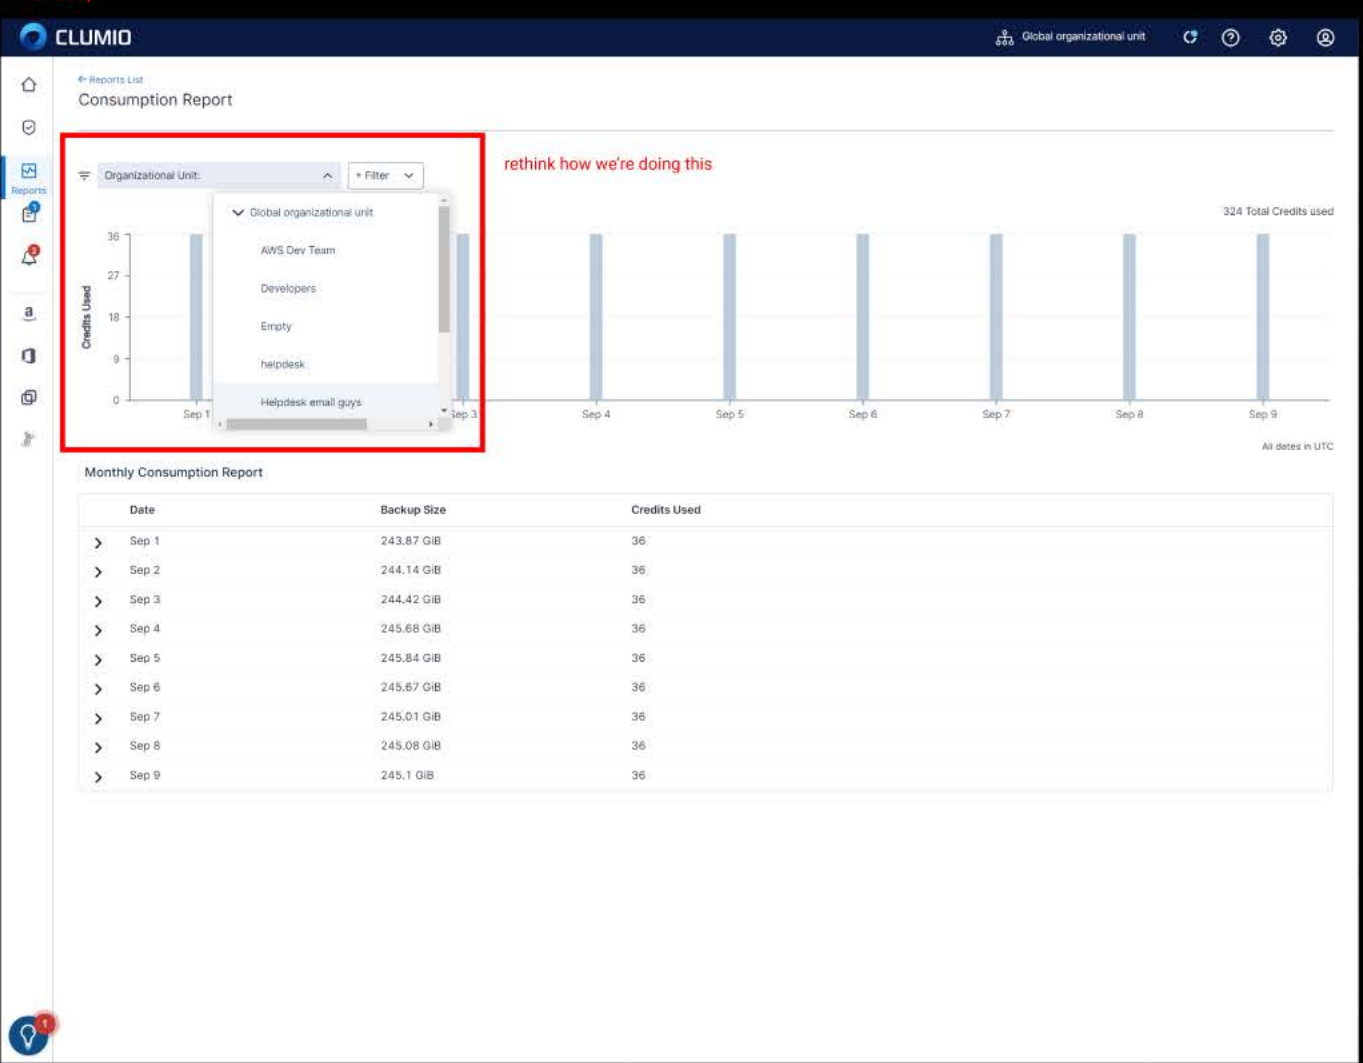 CLUMIO
Global organizational unit
← Reports List
Consumption Report
rethink how we're doing this
Organizational Unit:
+ Filter
Reports
Global organizational unit
324 Total Credits used
AWS Dev Team
Developers
Empty
helpdesk
Helpdesk email guys
Credits Used
36
27
18
9
0
Sep 1
Sep 3
Sep 4
Sep 5
Sep 6
Sep 7
Sep 8
Sep 9
All dates in UTC
Monthly Consumption Report
Date Backup Size Credits Used
Sep 1 243.87 GiB 36
Sep 2 244.14 GiB 36
Sep 3 244.42 GiB 36
Sep 4 245.68 GiB 36
Sep 5 245.84 GiB 36
Sep 6 245.67 GiB 36
Sep 7 245.01 GiB 36
Sep 8 245.08 GiB 36
Sep 9 245.1 GiB 36
1